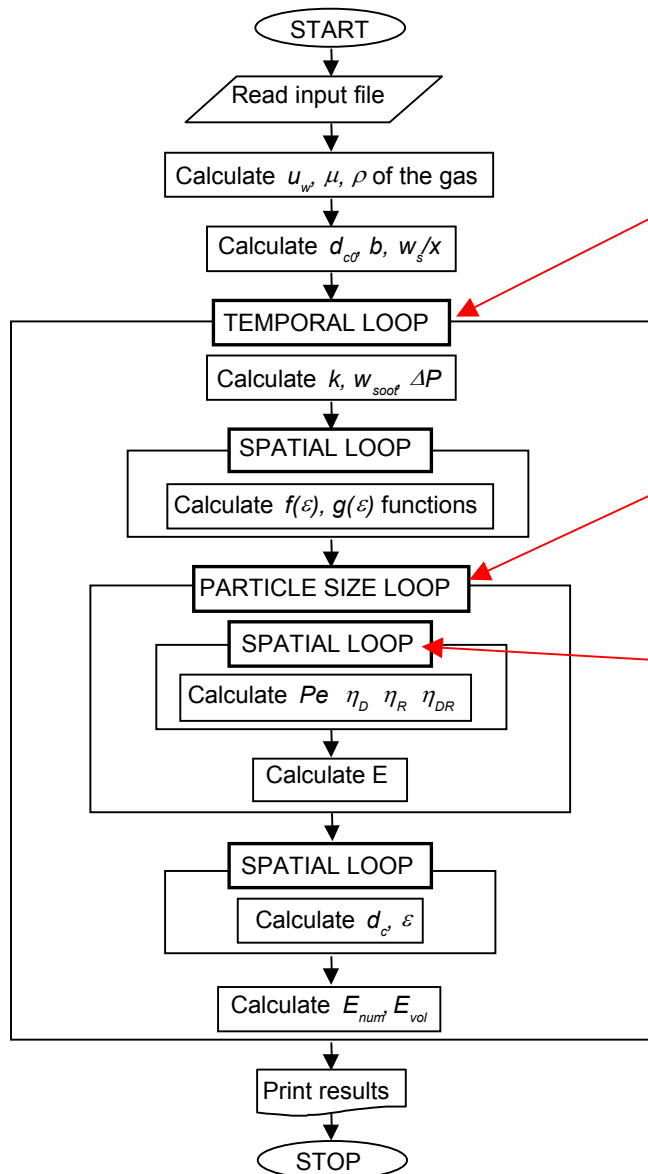 START
Read input file
Calculate u_w, μ, ρ of the gas
Calculate d_c0, b, w_s/x
TEMPORAL LOOP
Calculate k, w_soot, ΔP
SPATIAL LOOP
Calculate f(ε), g(ε) functions
PARTICLE SIZE LOOP
SPATIAL LOOP
Calculate Pe η_D η_R η_DR
Calculate E
SPATIAL LOOP
Calculate d_c, ε
Calculate E_num, E_vol
Print results
STOP